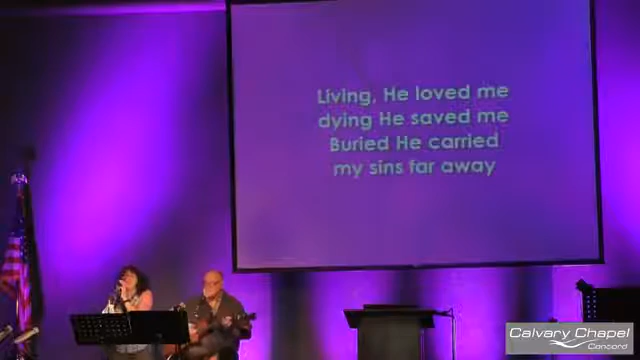 Living, He loved me
dying He saved me
Buried He carried
my sins far away
Calvary Chapel
Concord